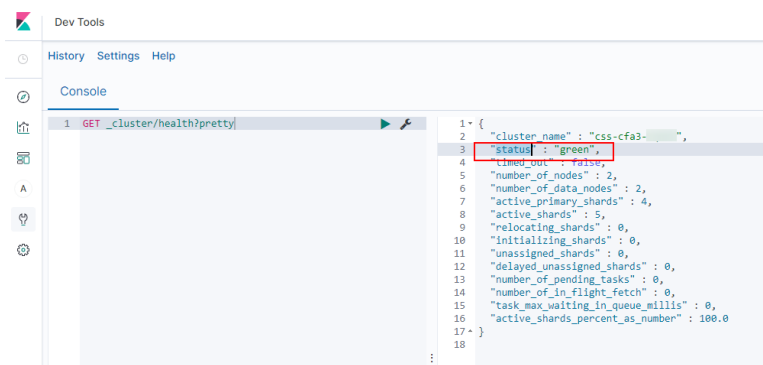 Dev Tools
History Settings Help
Console
1 GET _cluster/health?pretty
1 {
2 "cluster_name" : "css-cfa3- ",
3 "status" : "green",
4 "timed_out" : false,
5 "number_of_nodes" : 2,
6 "number_of_data_nodes" : 2,
7 "active_primary_shards" : 4,
8 "active_shards" : 5,
9 "relocating_shards" : 0,
10 "initializing_shards" : 0,
11 "unassigned_shards" : 0,
12 "delayed_unassigned_shards" : 0,
13 "number_of_pending_tasks" : 0,
14 "number_of_in_flight_fetch" : 0,
15 "task_max_waiting_in_queue_millis" : 0,
16 "active_shards_percent_as_number" : 100.0
17 }
18
A